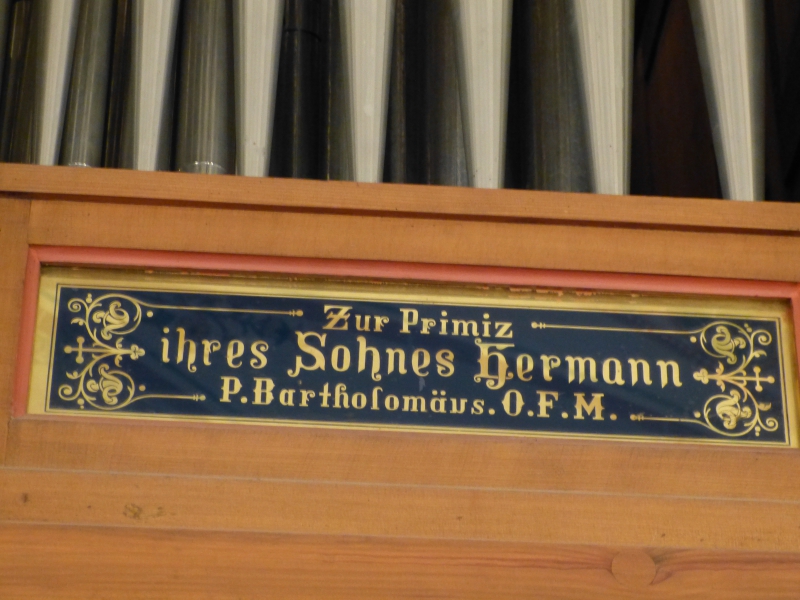 Zur Primiz
ihres Sohnes Hermann
P. Bartholomäus. O.F.M.